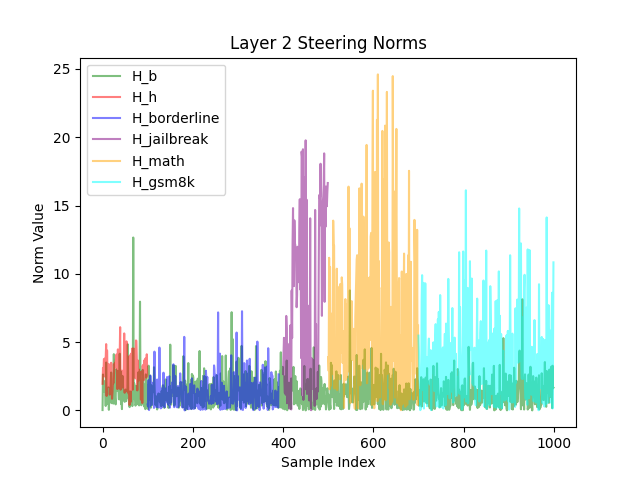 Layer 2 Steering Norms
H_b
H_h
H_borderline
H_jailbreak
H_math
H_gsm8k
Norm Value
25
20
15
10
5
0
0 200 400 600 800 1000
Sample Index